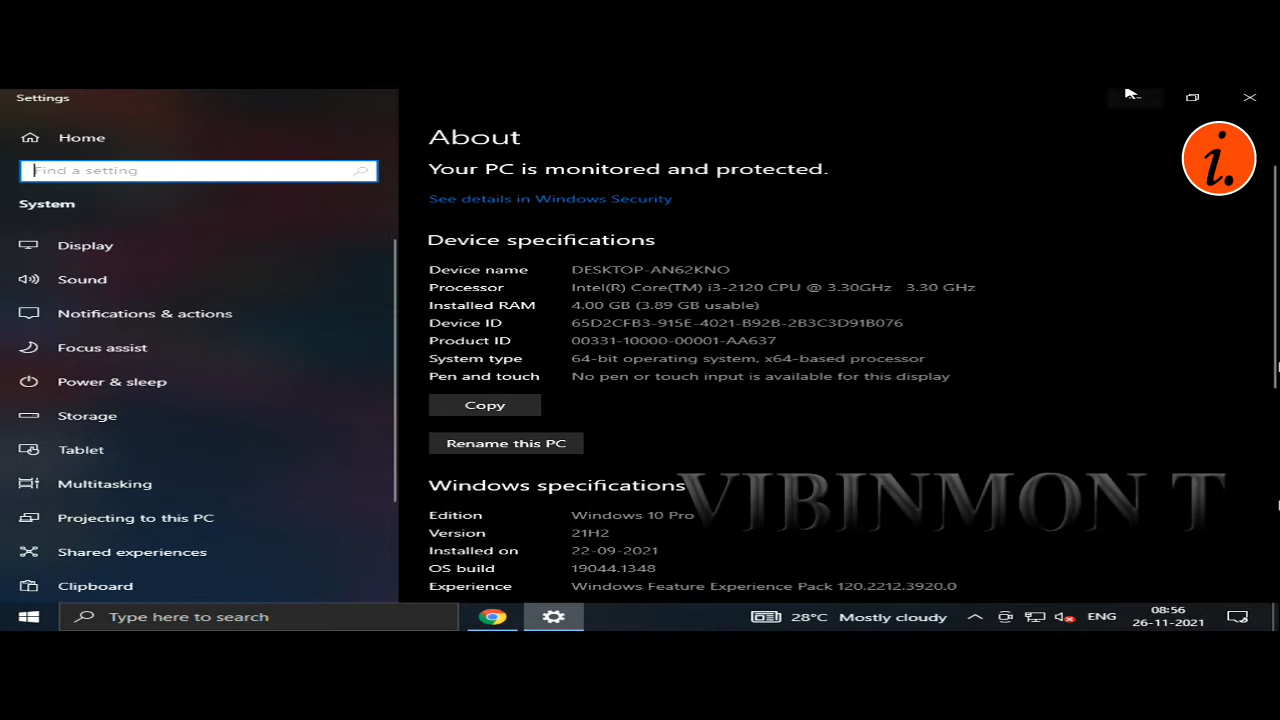 Settings
Home
Find a setting
System
Display
Sound
Notifications & actions
Focus assist
Power & sleep
Storage
Tablet
Multitasking
Projecting to this PC
Shared experiences
Clipboard
About
Your PC is monitored and protected.
See details in Windows Security
Device specifications
Device name DESKTOP-AN62KNO
Processor Intel(R) Core(TM) i3-2120 CPU @ 3.30GHz 3.30 GHz
Installed RAM 4.00 GB (3.89 GB usable)
Device ID 65D2CFB3-915E-4021-B92B-2B3C3D91B076
Product ID 00331-10000-00001-AA637
System type 64-bit operating system, x64-based processor
Pen and touch No pen or touch input is available for this display
Copy
Rename this PC
Windows specifications
Edition Windows 10 Pro
Version 21H2
Installed on 22-09-2021
OS build 19044.1348
Experience Windows Feature Experience Pack 120.2212.3920.0
i.
VIBINMON T
Type here to search
28°C Mostly cloudy
ENG
08:56
26-11-2021